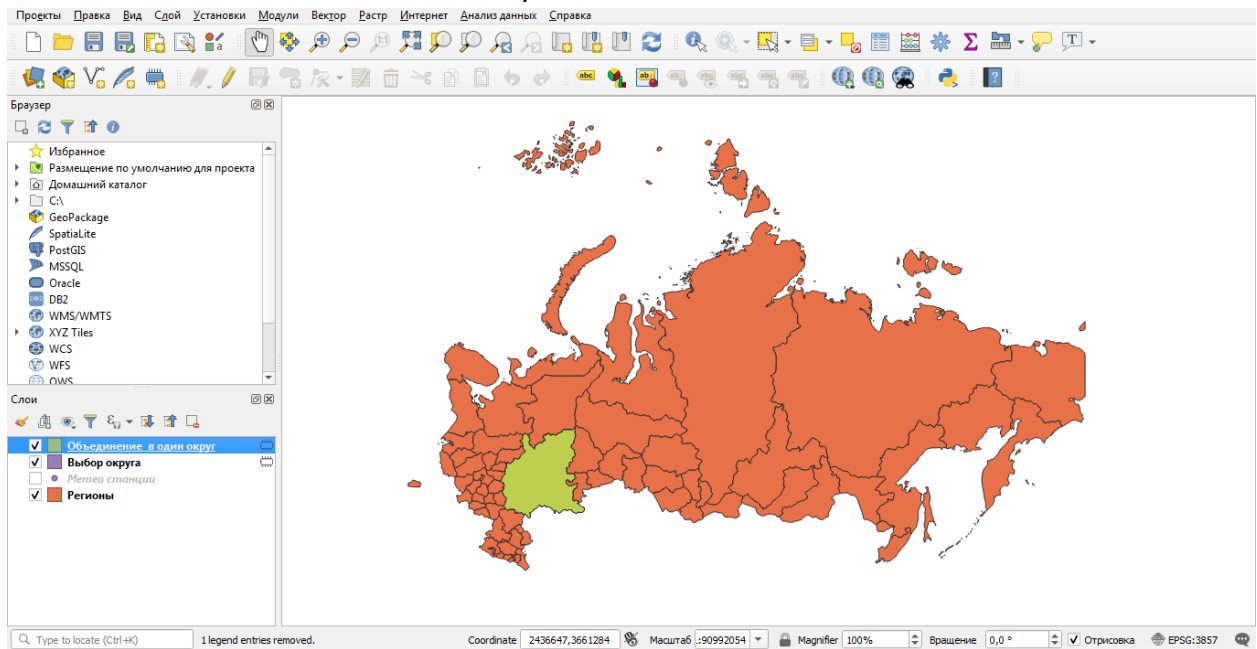 Проекты Правка Вид Слой Установки Модули Вектор Растр Интернет Анализ данных Справка
Браузер
Избранное
Размещение по умолчанию для проекта
Домашний каталог
C:\
GeoPackage
SpatiaLite
PostGIS
MSSQL
Oracle
DB2
WMS/WMTS
XYZ Tiles
WCS
WFS
OWS
Слои
Объединение в один округ
Выбор округа
Метео станции
Регионы
Type to locate (Ctrl+K) 1 legend entries removed. Coordinate 2436647,3661284 Масштаб :90992054 Magnifier 100% Вращение 0,0 ° Отрисовка EPSG:3857